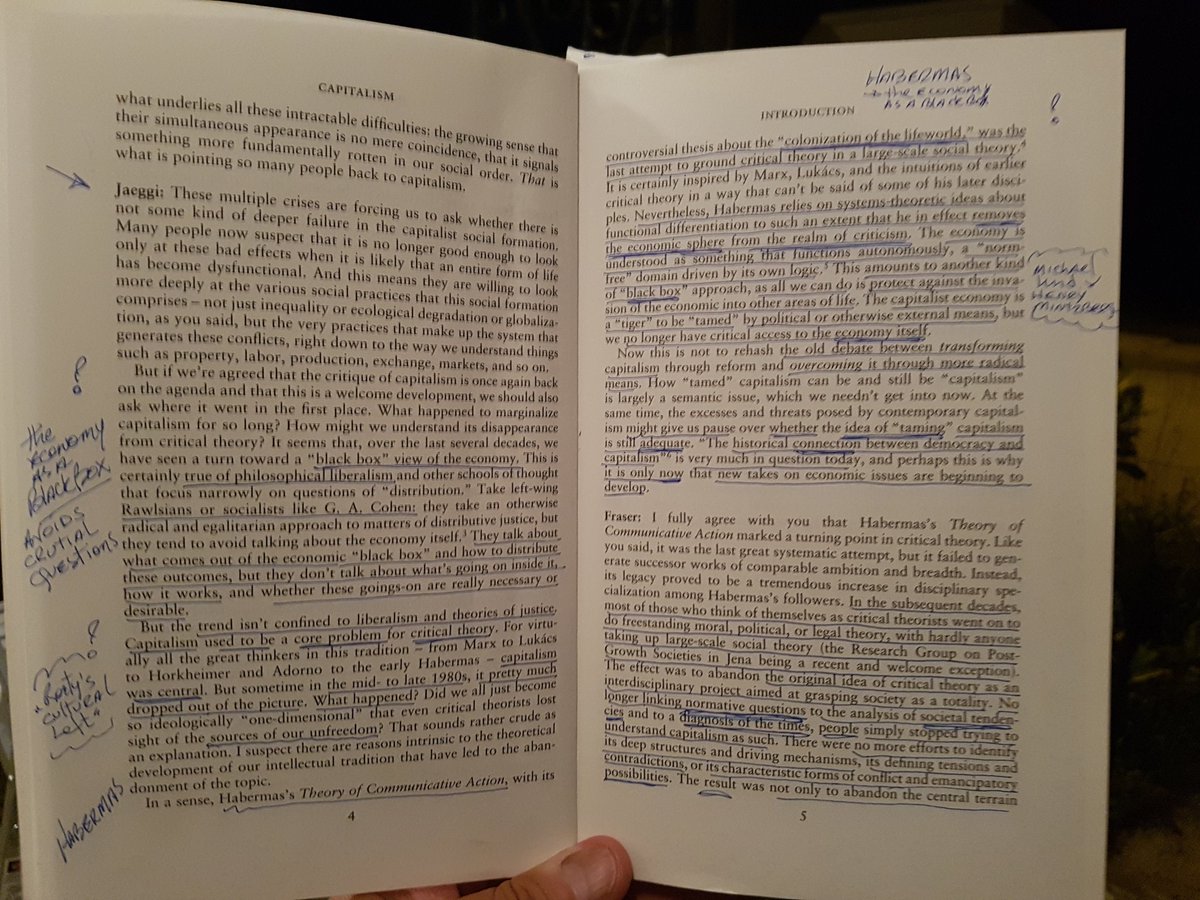 CAPITALISM
what underlies all these intractable difficulties: the growing sense that
their simultaneous appearance is no mere coincidence, that it signals
something more fundamentally rotten in our social order. That is
what is pointing so many people back to capitalism.
Jaeggi: These multiple crises are forcing us to ask whether there is
not some kind of deeper failure in the capitalist social formation.
Many people now suspect that it is no longer good enough to look
only at these bad effects when it is likely that an entire form of life
has become dysfunctional. And this means they are willing to look
more deeply at the various social practices that this social formation
comprises – not just inequality or ecological degradation or globaliza-
tion, as you said, but the very practices that make up the system that
generates these conflicts, right down to the way we understand things
such as property, labor, production, exchange, markets, and so on.
But if we're agreed that the critique of capitalism is once again back
on the agenda and that this is a welcome development, we should also
ask where it went in the first place. What happened to marginalize
capitalism for so long? How might we understand its disappearance
from critical theory? It seems that, over the last several decades, we
have seen a turn toward a "black box" view of the economy. This is
certainly true of philosophical liberalism and other schools of thought
that focus narrowly on questions of "distribution." Take left-wing
Rawlsians or socialists like G. A. Cohen: they take an otherwise
radical and egalitarian approach to matters of distributive justice, but
they tend to avoid talking about the economy itself.³ They talk about
what comes out of the economic "black box" and how to distribute
these outcomes, but they don't talk about what's going on inside it,
how it works, and whether these goings-on are really necessary or
desirable.
But the trend isn't confined to liberalism and theories of justice.
Capitalism used to be a core problem for critical theory. For virtu-
ally all the great thinkers in this tradition – from Marx to Lukács
to Horkheimer and Adorno to the early Habermas – capitalism
was central. But sometime in the mid- to late 1980s, it pretty much
dropped out of the picture. What happened? Did we all just become
so ideologically "one-dimensional" that even critical theorists lost
sight of the sources of our unfreedom? That sounds rather crude as
an explanation. I suspect there are reasons intrinsic to the theoretical
development of our intellectual tradition that have led to the aban-
donment of the topic.
In a sense, Habermas's Theory of Communicative Action, with its
4
the
ECONOMY
AS A
BLACK BOX
AVOIDS
CRUTIAL
QUESTIONS
!
"Rorty's
CULTURAL
Left"
HABERMAS
HABERMAS
→ the ECONOMY
AS A BLACK BOX
!
INTRODUCTION
controversial thesis about the "colonization of the lifeworld," was the
last attempt to ground critical theory in a large-scale social theory.⁴
It is certainly inspired by Marx, Lukács, and the intuitions of earlier
critical theory in a way that can't be said of some of his later disci-
ples. Nevertheless, Habermas relies on systems-theoretic ideas about
functional differentiation to such an extent that he in effect removes
the economic sphere from the realm of criticism. The economy is
understood as something that functions autonomously, a "norm-
free" domain driven by its own logic.⁵ This amounts to another kind
of "black box" approach, as all we can do is protect against the inva-
sion of the economic into other areas of life. The capitalist economy is
a "tiger" to be "tamed" by political or otherwise external means, but
we no longer have critical access to the economy itself.
Now this is not to rehash the old debate between transforming
capitalism through reform and overcoming it through more radical
means. How "tamed" capitalism can be and still be "capitalism"
is largely a semantic issue, which we needn't get into now. At the
same time, the excesses and threats posed by contemporary capital-
ism might give us pause over whether the idea of "taming" capitalism
is still adequate. "The historical connection between democracy and
capitalism"⁶ is very much in question today, and perhaps this is why
it is only now that new takes on economic issues are beginning to
develop.
Fraser: I fully agree with you that Habermas's Theory of
Communicative Action marked a turning point in critical theory. Like
you said, it was the last great systematic attempt, but it failed to gen-
erate successor works of comparable ambition and breadth. Instead,
its legacy proved to be a tremendous increase in disciplinary spe-
cialization among Habermas's followers. In the subsequent decades,
most of those who think of themselves as critical theorists went on to
do freestanding moral, political, or legal theory, with hardly anyone
taking up large-scale social theory (the Research Group on Post-
Growth Societies in Jena being a recent and welcome exception).
The effect was to abandon the original idea of critical theory as an
interdisciplinary project aimed at grasping society as a totality. No
longer linking normative questions to the analysis of societal tenden-
cies and to a diagnosis of the times, people simply stopped trying to
understand capitalism as such. There were no more efforts to identify
its deep structures and driving mechanisms, its defining tensions and
contradictions, or its characteristic forms of conflict and emancipatory
possibilities. The result was not only to abandon the central terrain
5
Michael
Lind y
Henry
Mintzberg